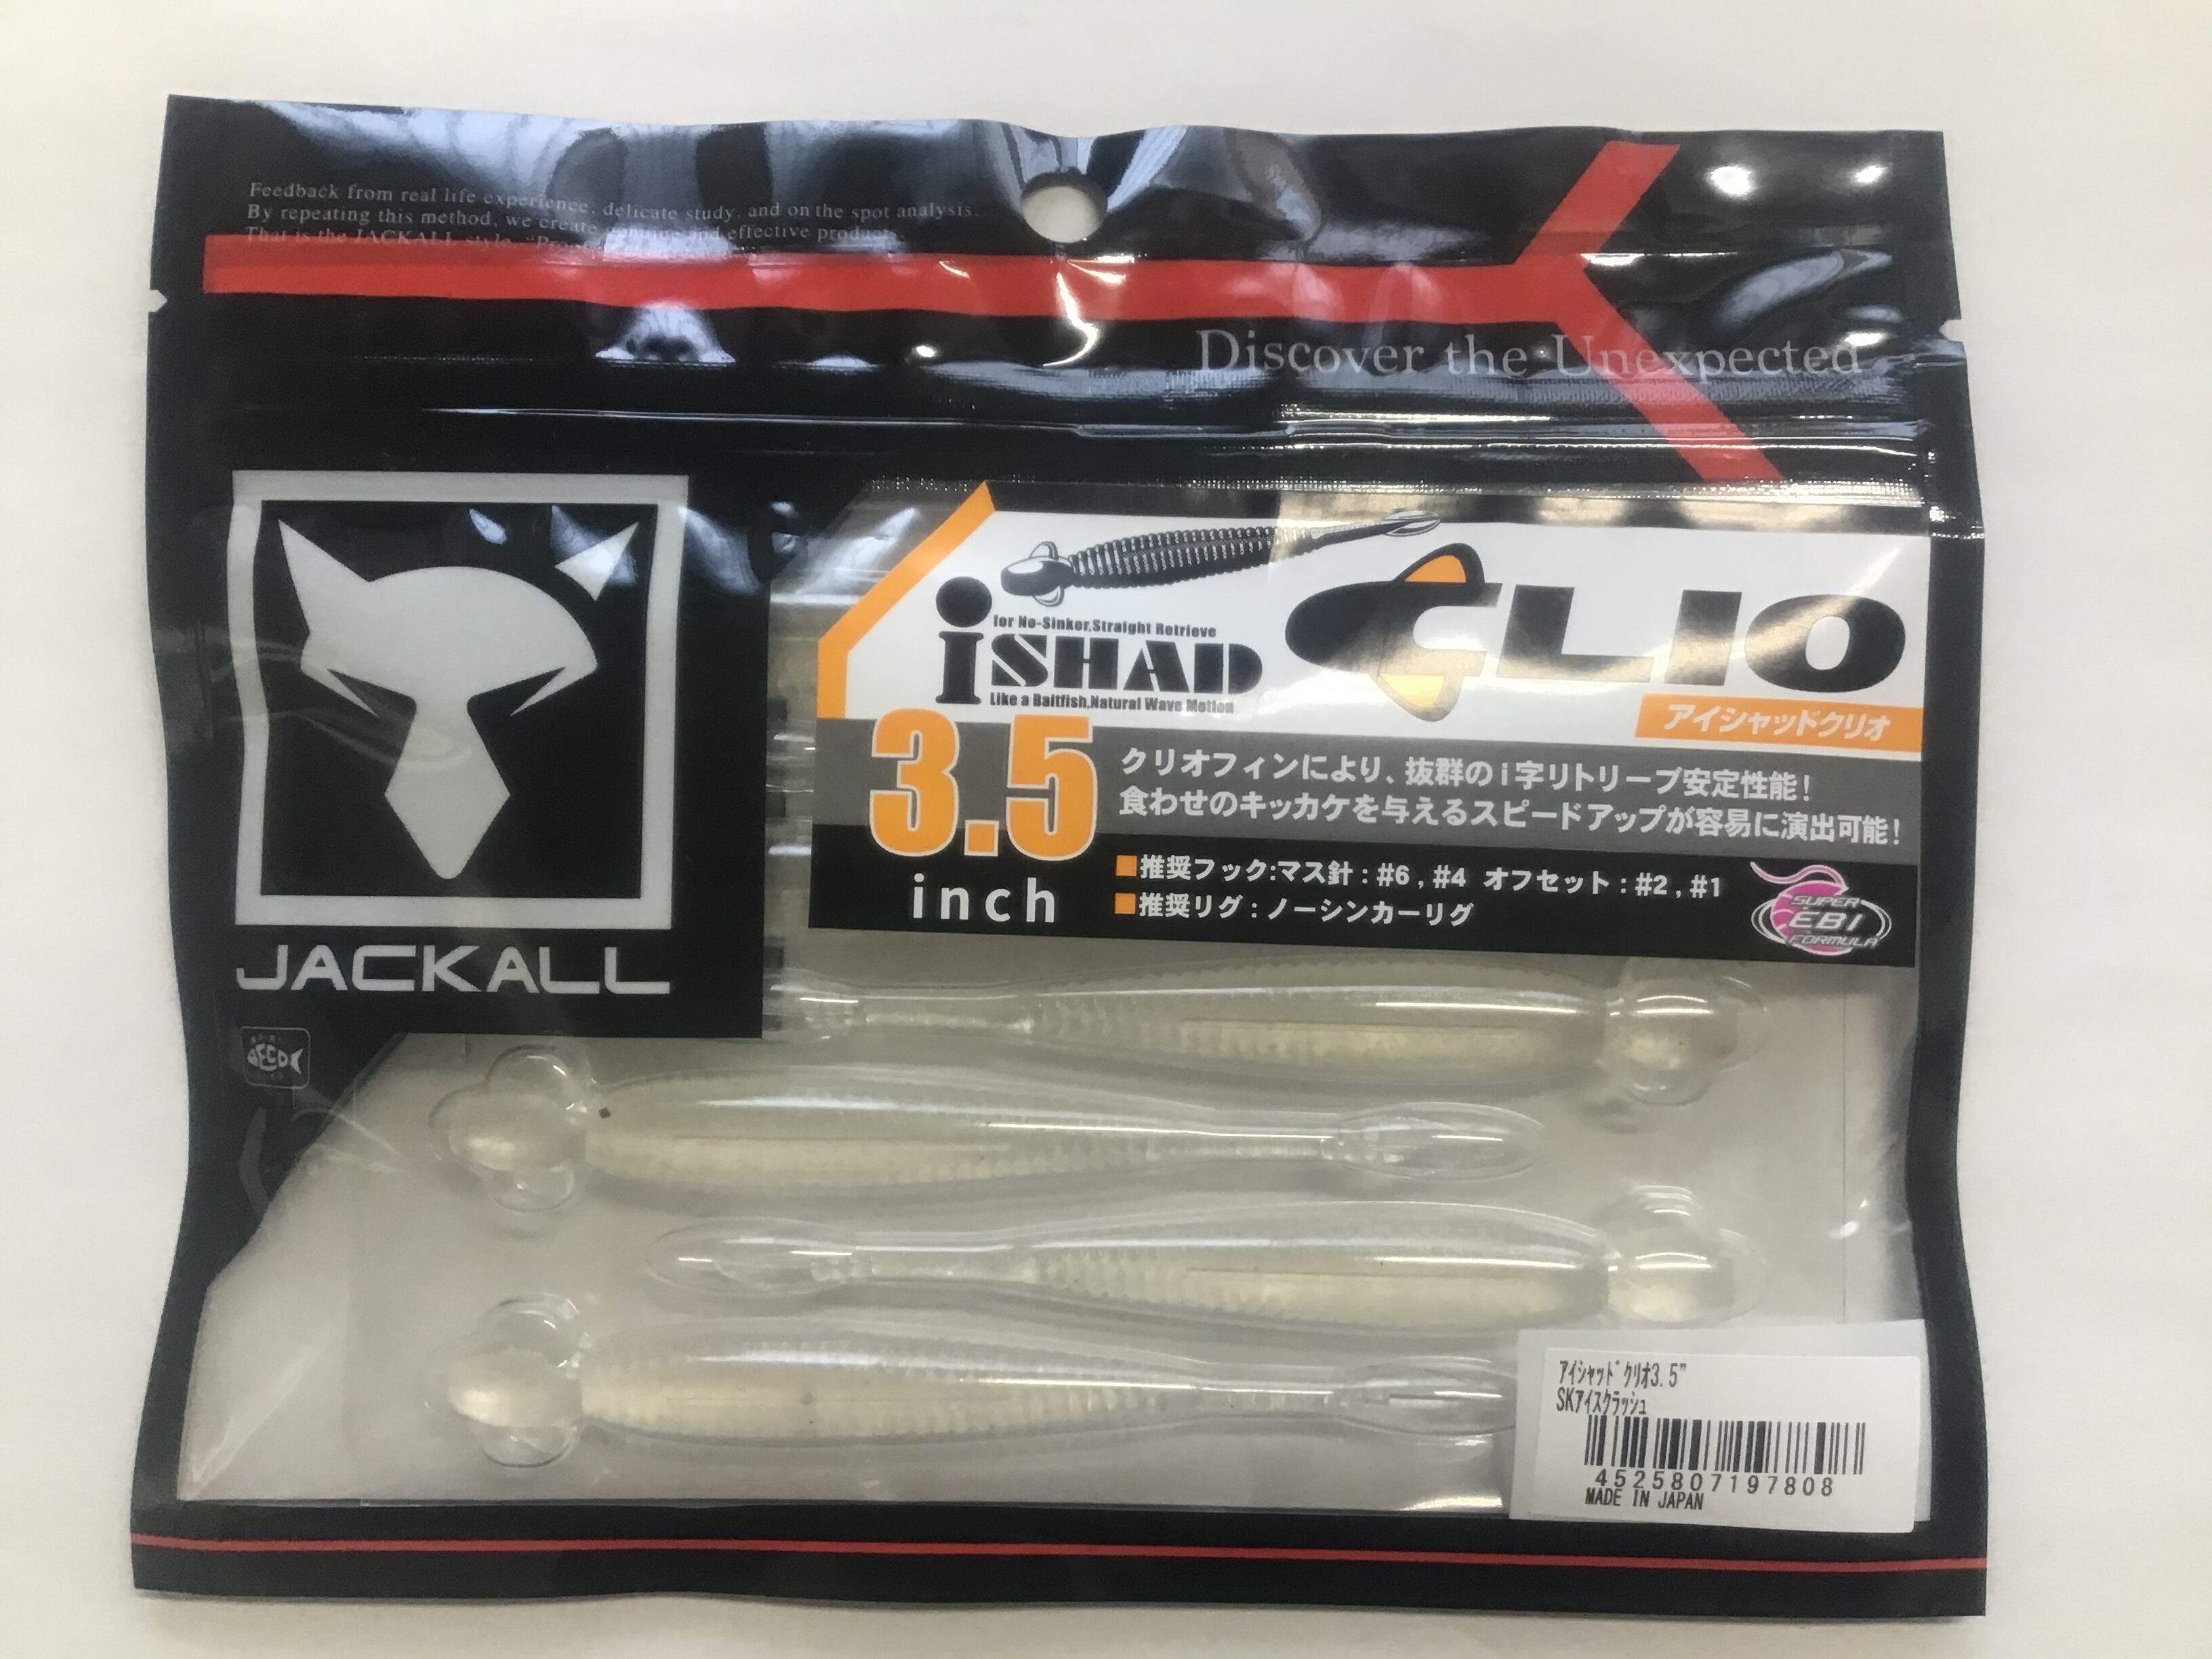 Feedback from real life experience, delicate study, and on the spot analysis.
By repeating this method, we create genuine and effective products.
That is the JACKALL style.
Discover the Unexpected
JACKALL
for No-Sinker,Straight Retrieve
iSHAD
Like a Baitfish,Natural Wave Motion
CLIO
アイシャッドクリオ
3.5
inch
クリオフィンにより、抜群のi字リトリーブ安定性能!
食わせのキッカケを与えるスピードアップが容易に演出可能!
■推奨フック:マス針:#6,#4 オフセット:#2,#1
■推奨リグ:ノーシンカーリグ
SUPER
EBI
FORMULA
ECO
アイシャッドクリオ3.5"
SKアイスクラッシュ
4525807197808
MADE IN JAPAN